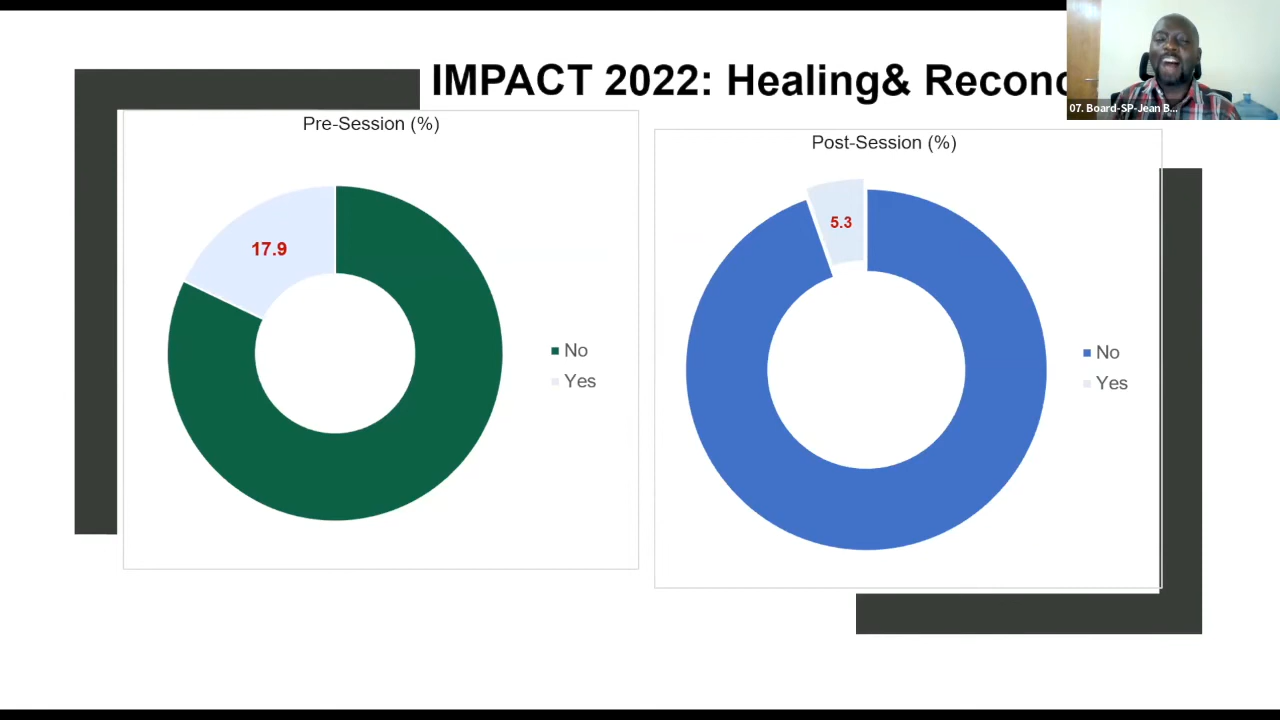 IMPACT 2022: Healing& Recon
07. Board-SP-Jean B...
Pre-Session (%)
17.9
No
Yes
Post-Session (%)
5.3
No
Yes